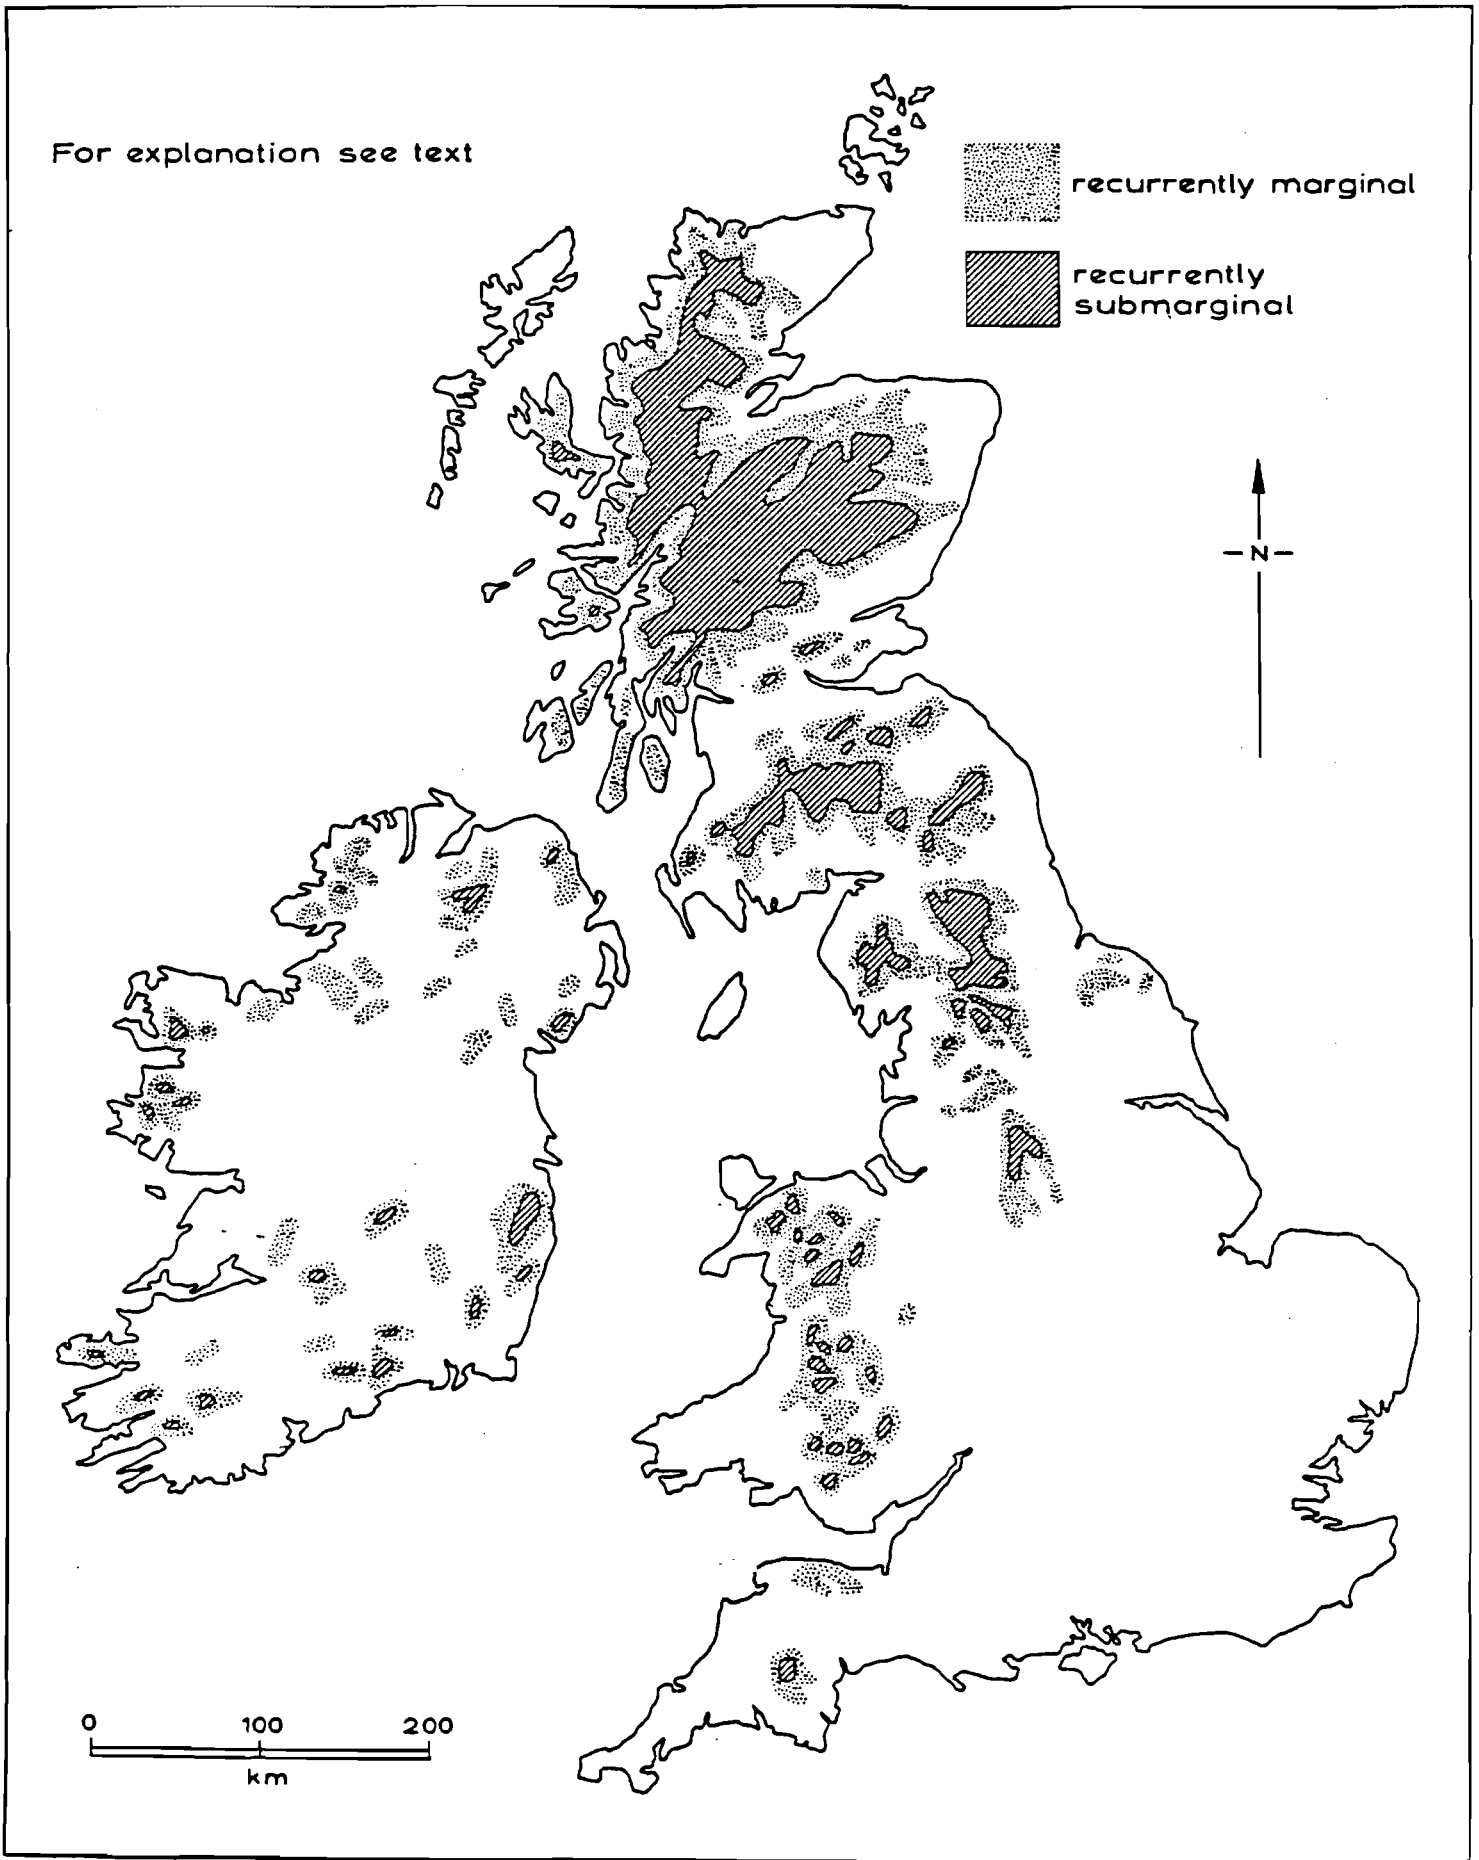 For explanation see text
recurrently marginal
recurrently
submarginal
N
0 100 200
km